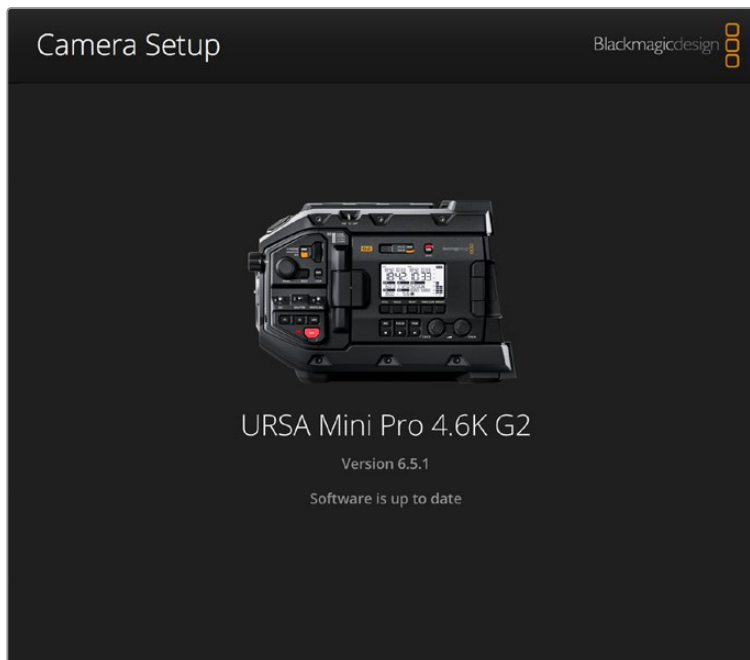 Camera Setup
Blackmagicdesign
URSA Mini Pro 4.6K G2
Version 6.5.1
Software is up to date